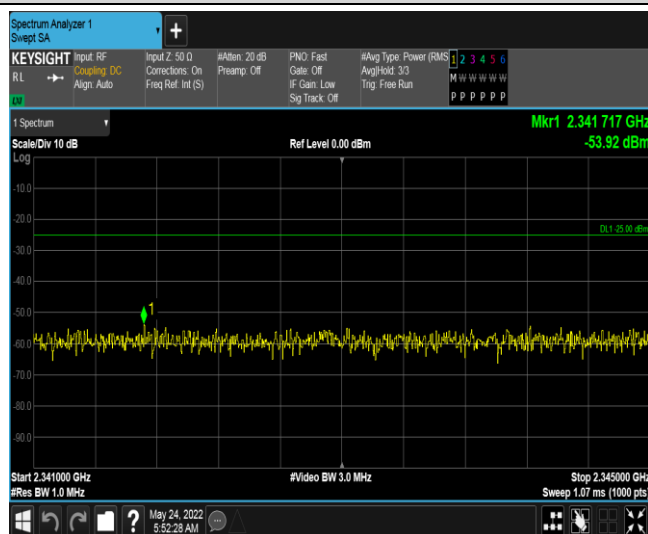 Spectrum Analyzer 1
Swept SA
+
KEYSIGHT
RL
LXI
Input: RF
Coupling: DC
Align: Auto
Input Z: 50 Ω
Corrections: On
Freq Ref: Int (S)
#Atten: 20 dB
Preamp: Off
PNO: Fast
Gate: Off
IF Gain: Low
Sig Track: Off
#Avg Type: Power (RMS
Avg|Hold: 3/3
Trig: Free Run
1 2 3 4 5 6
M W W W W W
P P P P P P
1 Spectrum
Scale/Div 10 dB
Ref Level 0.00 dBm
Mkr1 2.341 717 GHz
-53.92 dBm
Log
-10.0
-20.0
DL1 -25.00 dBm
-30.0
-40.0
-50.0
1
-60.0
-70.0
-80.0
-90.0
Start 2.341000 GHz
#Video BW 3.0 MHz
Stop 2.345000 GHz
#Res BW 1.0 MHz
Sweep 1.07 ms (1000 pts)
?
May 24, 2022
5:52:28 AM